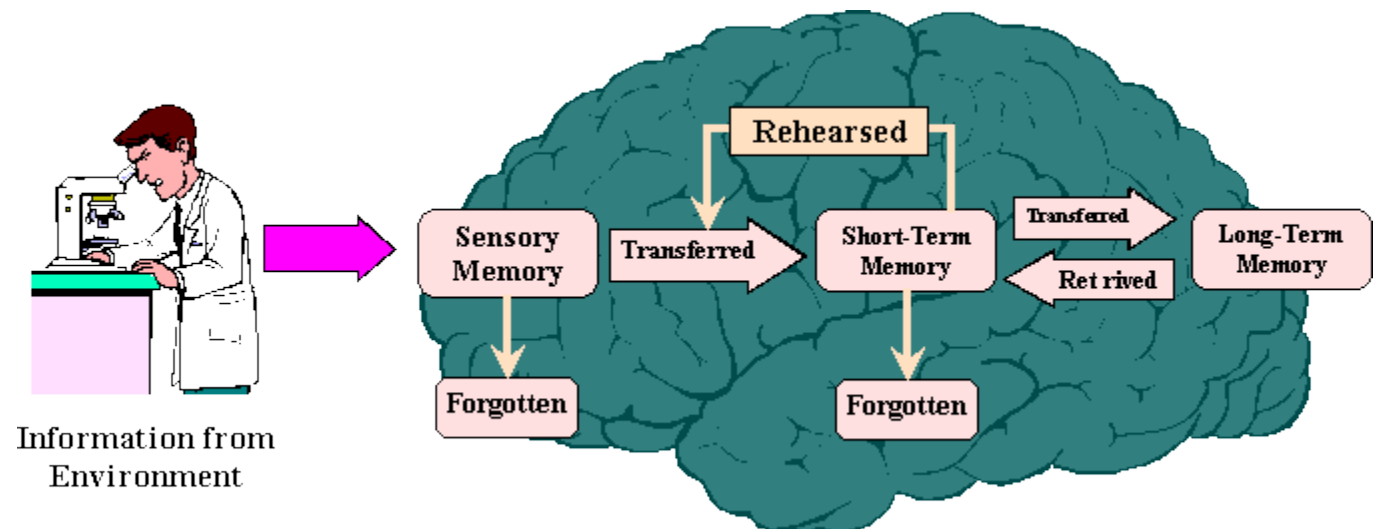 Rehearsed
Sensory
Memory
Transferred
Short-Term
Memory
Transferred
Ret rived
Long-Term
Memory
Forgotten
Forgotten
Information from
Environment